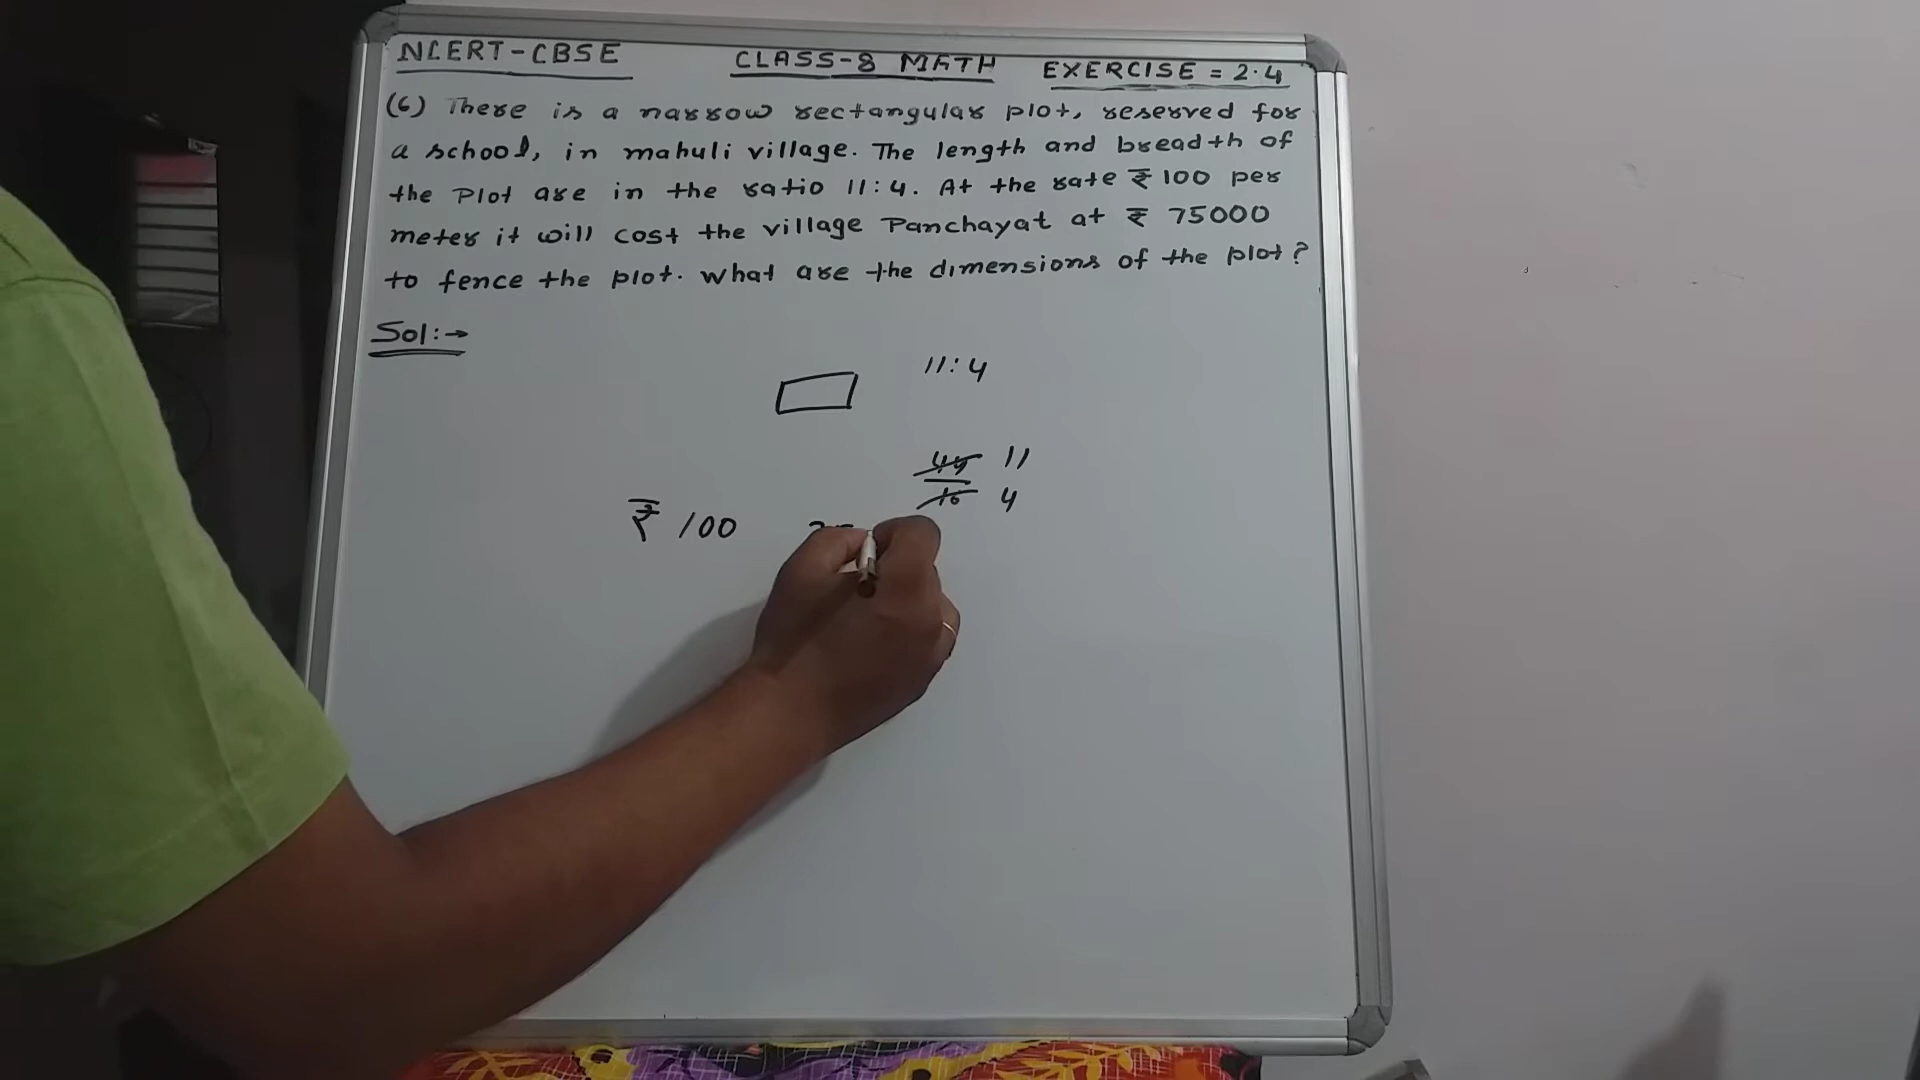 NCERT-CBSE CLASS-8 MATH EXERCISE = 2.4
(6) There is a narrow rectangular plot, reserved for
a school, in mahuli village. The length and breadth of
the Plot are in the ratio 11:4. At the rate ₹ 100 per
meter it will cost the village Panchayat at ₹ 75000
to fence the plot. What are the dimensions of the plot?
Sol:→
11:4
44 11
16 4
₹ 100